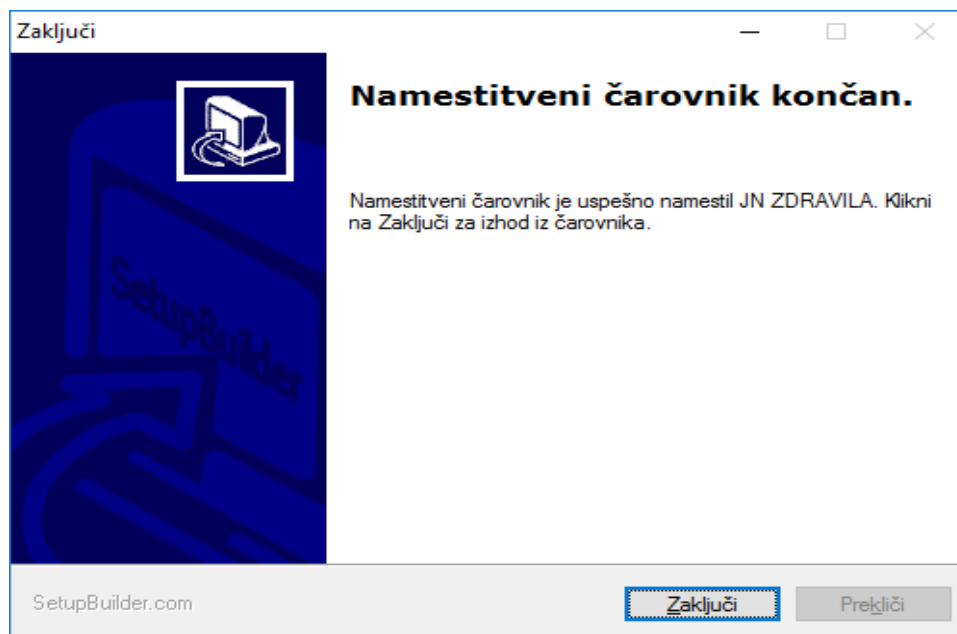 Zaključi
Namestitveni čarovnik končan.
Namestitveni čarovnik je uspešno namestil JN ZDRAVILA. Klikni
na Zaključi za izhod iz čarovnika.
SetupBuilder
SetupBuilder.com
Zaključi
Prekliči